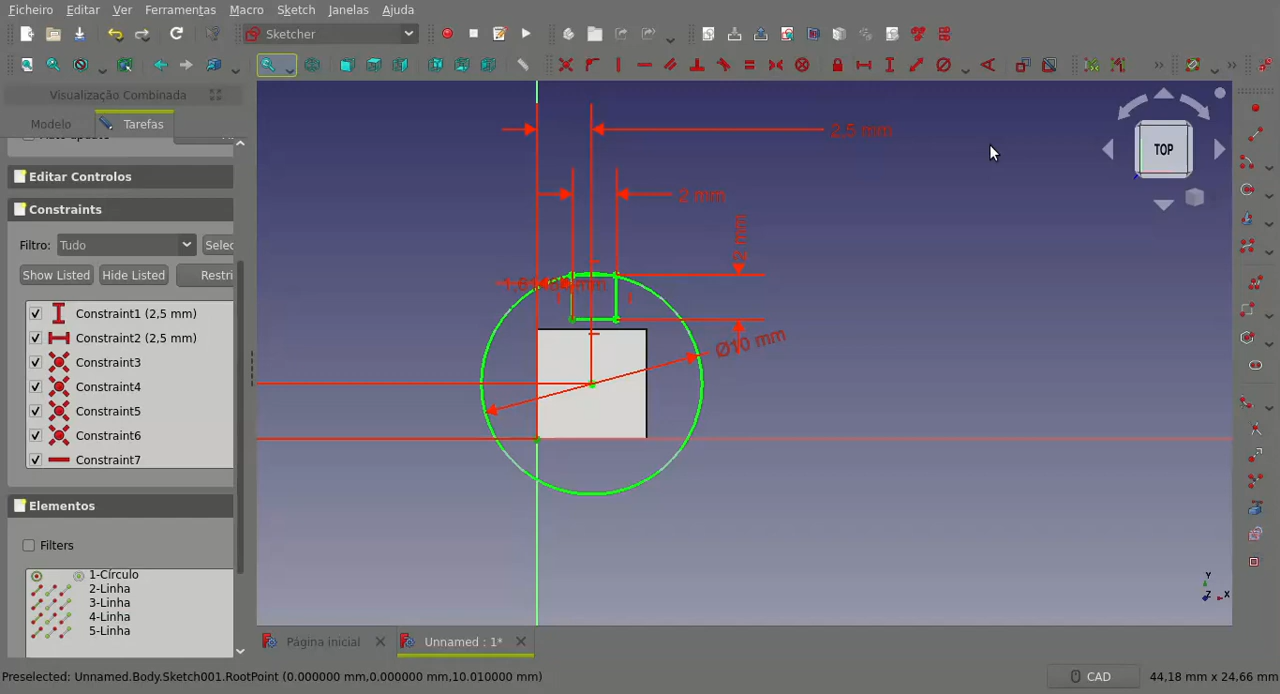 Ficheiro Editar Ver Ferramentas Macro Sketch Janelas Ajuda
Sketcher
Visualização Combinada
Modelo Tarefas
Auto-update
Editar Controlos
Constraints
Filtro: Tudo Selec
Show Listed Hide Listed Restri
Constraint1 (2,5 mm)
Constraint2 (2,5 mm)
Constraint3
Constraint4
Constraint5
Constraint6
Constraint7
Elementos
Filters
1-Círculo
2-Linha
3-Linha
4-Linha
5-Linha
2,5 mm
2 mm
2 mm
Ø10 mm
TOP
Y
Z X
Página inicial Unnamed : 1*
Preselected: Unnamed.Body.Sketch001.RootPoint (0.000000 mm,0.000000 mm,10.010000 mm) CAD 44,18 mm x 24,66 mm